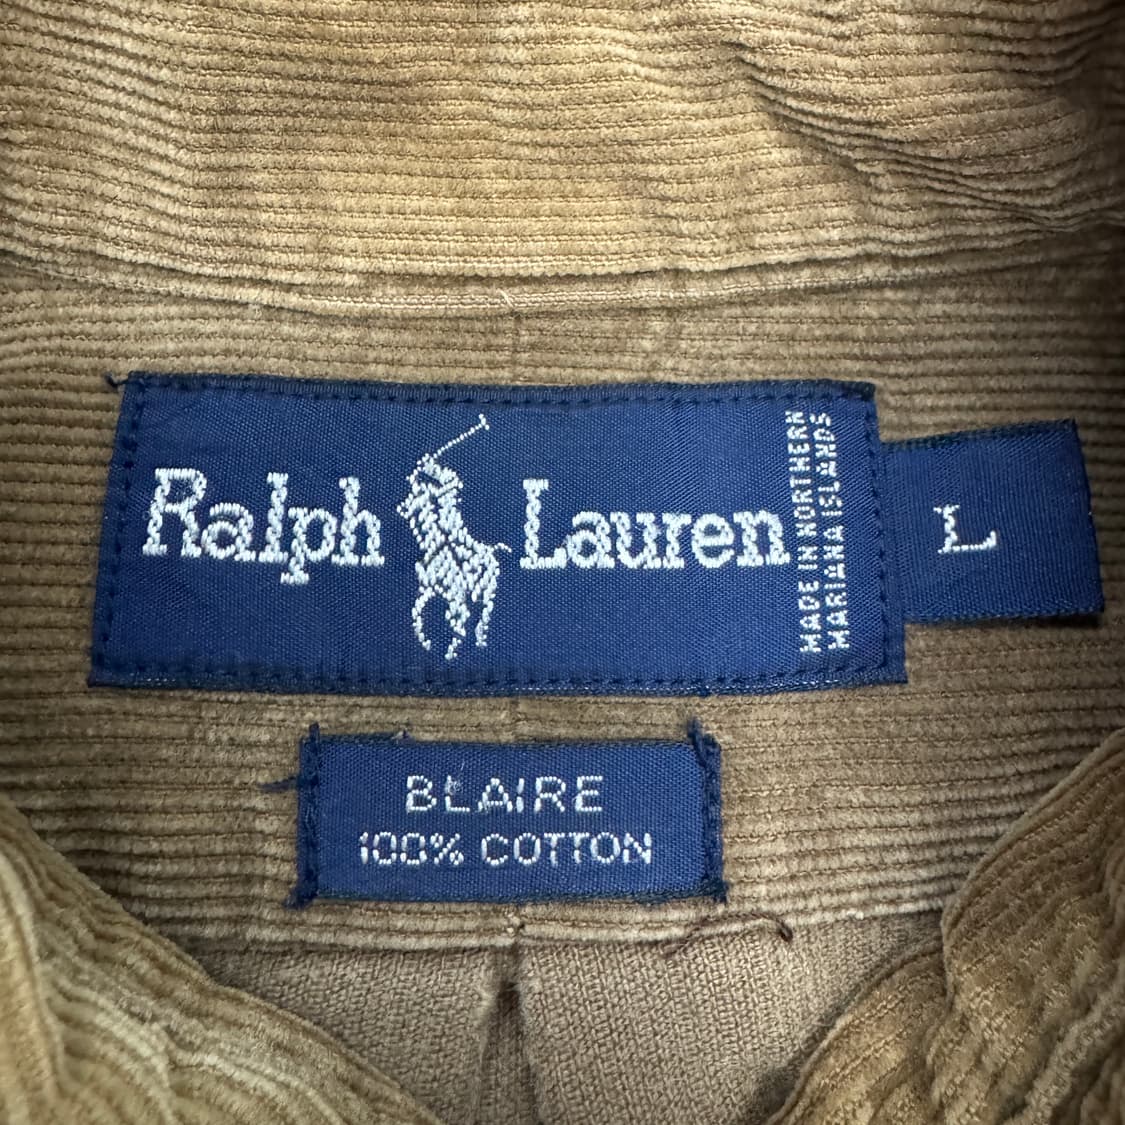 Ralph Lauren
MADE IN NORTHERN
MARIANA ISLANDS
L
BLAIRE
100% COTTON